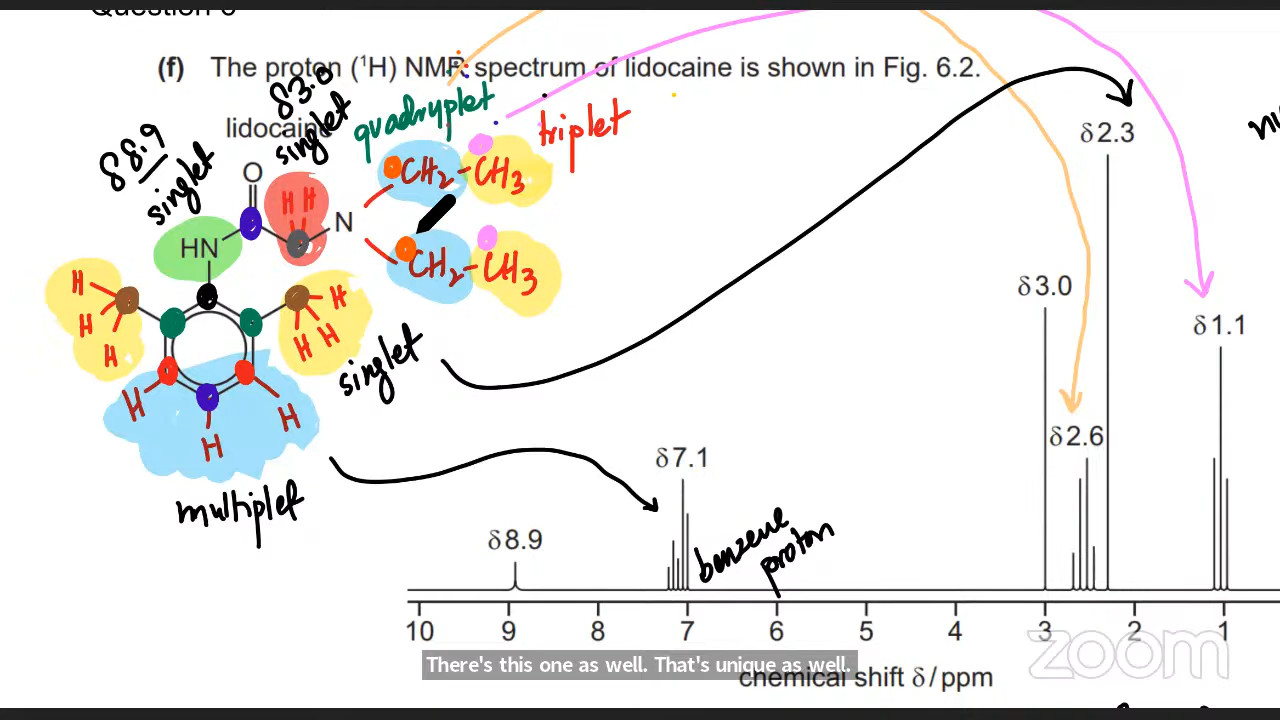 (f) The proton (¹H) NMR spectrum of lidocaine is shown in Fig. 6.2.
δ3.0
singlet
quadruplet
triplet
lidocaine
δ8.9
singlet
O
H H
N
CH₂-CH₃
CH₂-CH₃
HN
H
H
H
H
H
H
singlet
H
H
H
multiplet
δ2.3
δ3.0
δ1.1
δ2.6
δ7.1
δ8.9
benzene
proton
10 9 8 7 6 5 4 3 2 1
zoom
There's this one as well. That's unique as well.
chemical shift δ/ppm